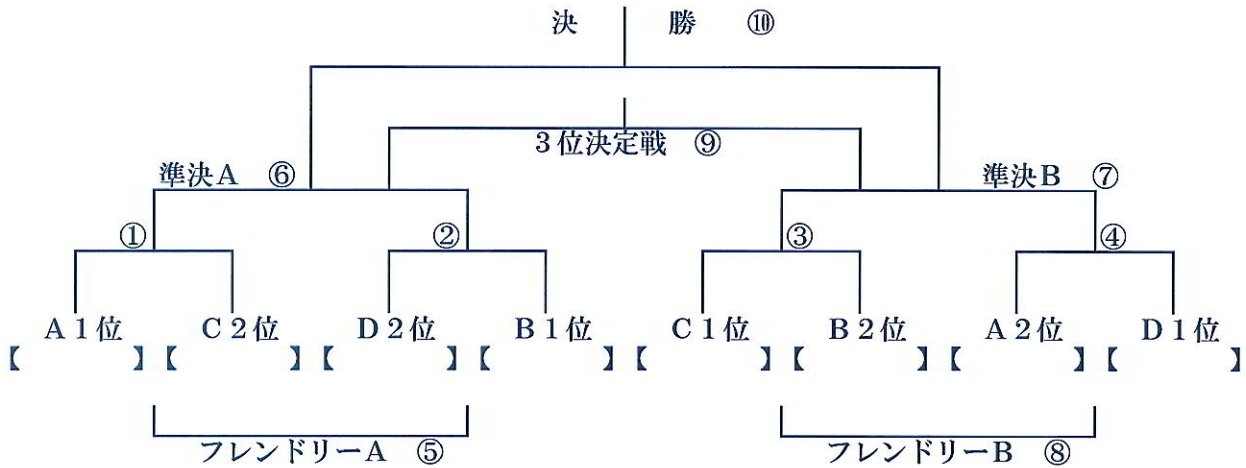 決 勝 ⑩
3位決定戦 ⑨
準決A ⑥ 準決B ⑦
① ② ③ ④
A1位 C2位 D2位 B1位 C1位 B2位 A2位 D1位
【 】【 】【 】【 】【 】【 】【 】【 】
フレンドリーA ⑤ フレンドリーB ⑧